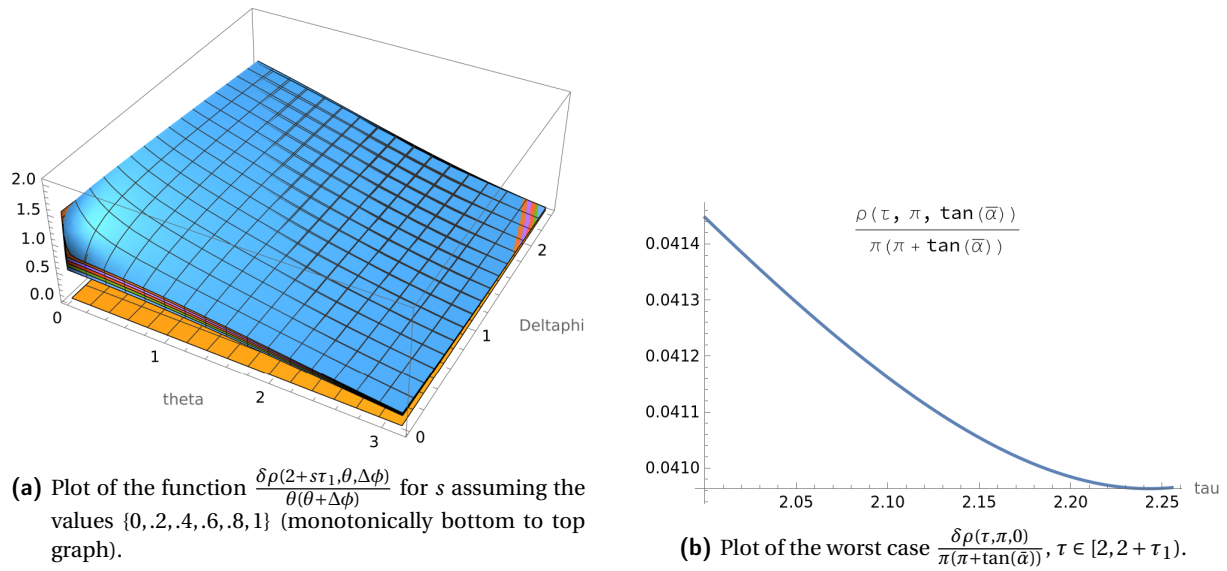 2.0
1.5
1.0
0.5
0.0
0
1
2
3
theta
0
1
2
Deltaphi
(a) Plot of the function δρ(2+sτ₁,θ,Δϕ)/θ(θ+Δϕ) for s assuming the
values {0,.2,.4,.6,.8,1} (monotonically bottom to top
graph).
ρ(τ, π, tan(α̅))
π(π + tan(α̅))
0.0414
0.0413
0.0412
0.0411
0.0410
2.05
2.10
2.15
2.20
2.25
tau
(b) Plot of the worst case δρ(τ,π,0)/π(π+tan(ᾱ)), τ ∈ [2,2+τ₁).